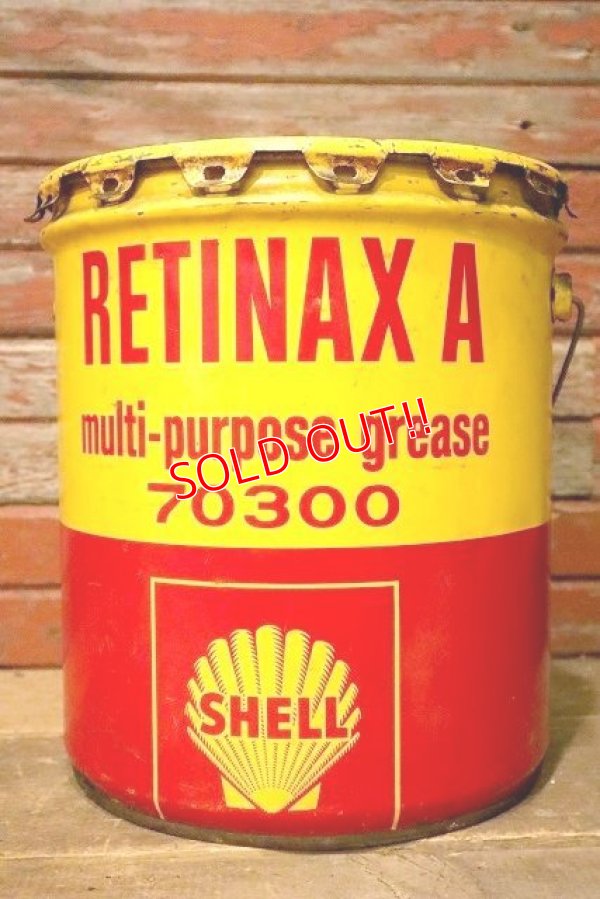 RETINAX A
multi-purpose grease
SOLD OUT!!
70300
SHELL